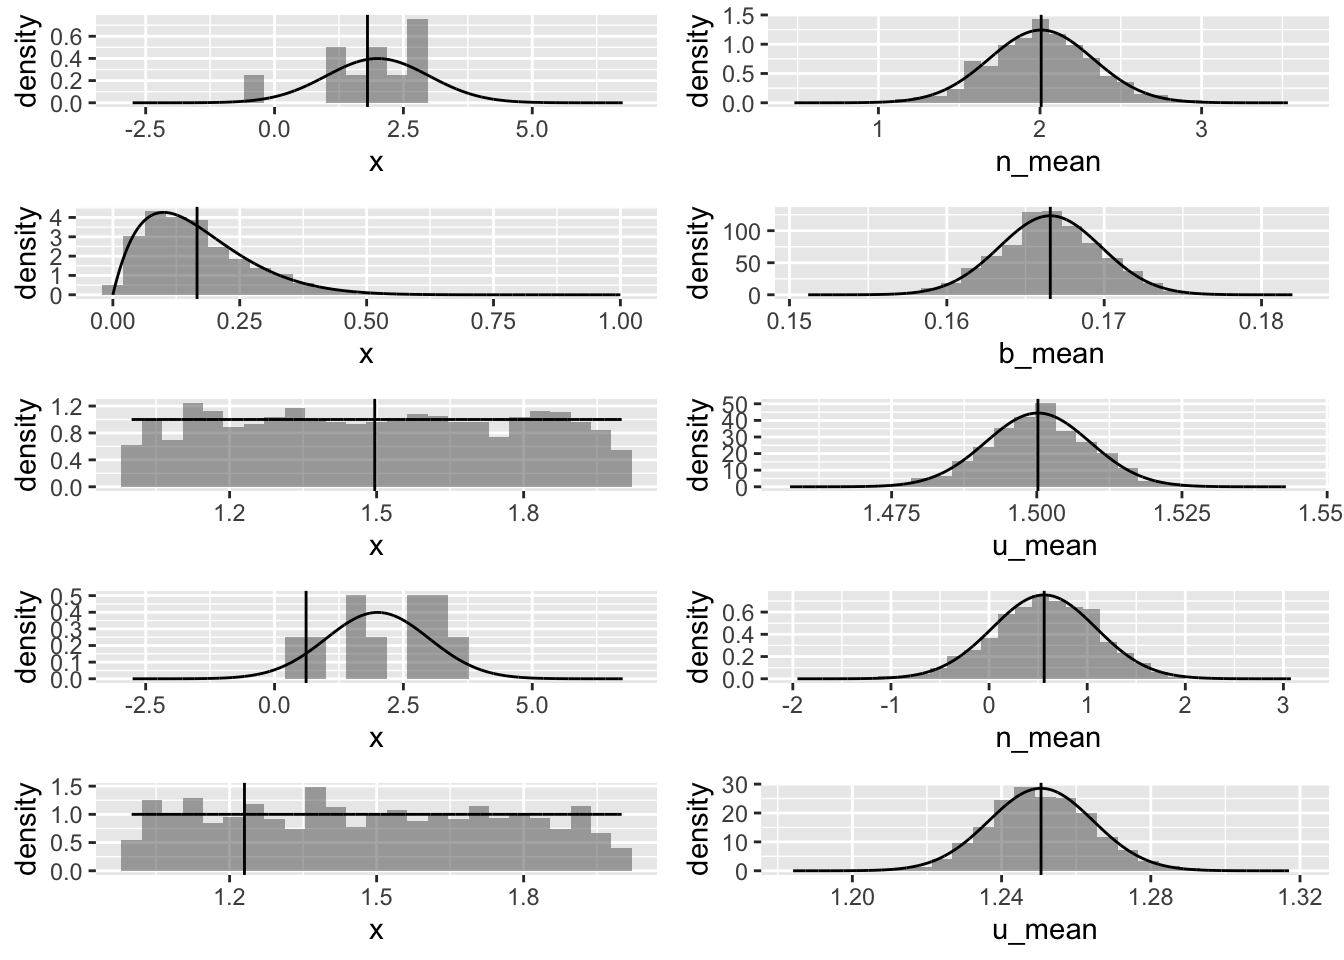 density
0.6
0.4
0.2
0.0
-2.5 0.0 2.5 5.0
x
density
1.5
1.0
0.5
0.0
1 2 3
n_mean
density
4
3
2
1
0
0.00 0.25 0.50 0.75 1.00
x
density
100
50
0
0.15 0.16 0.17 0.18
b_mean
density
1.2
0.8
0.4
0.0
1.2 1.5 1.8
x
density
50
40
30
20
10
0
1.475 1.500 1.525 1.55
u_mean
density
0.5
0.4
0.3
0.2
0.1
0.0
-2.5 0.0 2.5 5.0
x
density
0.6
0.4
0.2
0.0
-2 -1 0 1 2 3
n_mean
density
1.5
1.0
0.5
0.0
1.2 1.5 1.8
x
density
30
20
10
0
1.20 1.24 1.28 1.32
u_mean